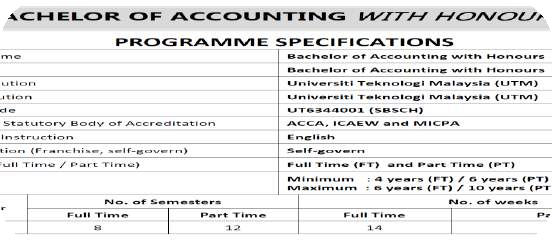 ACHELOR OF ACCOUNTING WITH HONOUR
PROGRAMME SPECIFICATIONS
me Bachelor of Accounting with Honours
Bachelor of Accounting with Honours
ution Universiti Teknologi Malaysia (UTM)
ution Universiti Teknologi Malaysia (UTM)
de UT6344001 (SBSCH)
Statutory Body of Accreditation ACCA, ICAEW and MICPA
Instruction English
tion (Franchise, self-govern) Self-govern
Full Time / Part Time) Full Time (FT) and Part Time (PT)
Minimum : 4 years (FT) / 6 years (PT)
Maximum : 6 years (FT) / 10 years (PT
r No. of Semesters No. of weeks
Full Time Part Time Full Time Pa
8 12 14